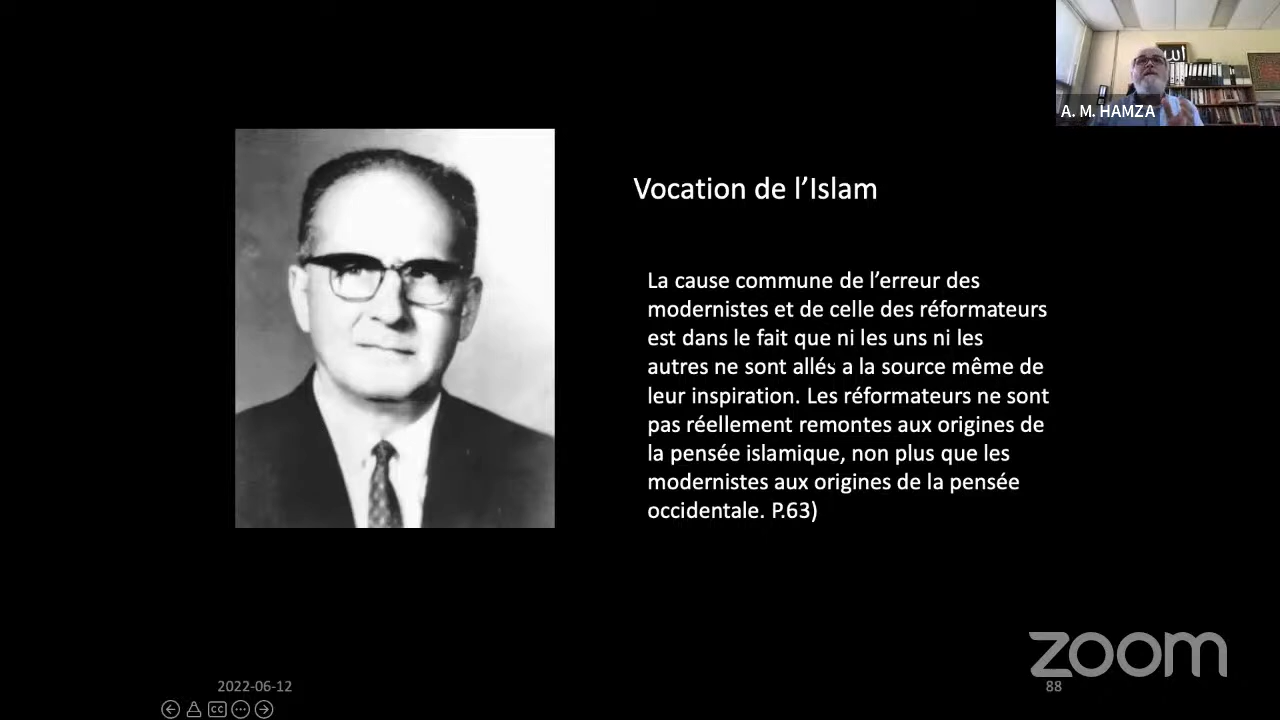 الله
A. M. HAMZA
Vocation de l’Islam
La cause commune de l’erreur des
modernistes et de celle des réformateurs
est dans le fait que ni les uns ni les
autres ne sont allés a la source même de
leur inspiration. Les réformateurs ne sont
pas réellement remontes aux origines de
la pensée islamique, non plus que les
modernistes aux origines de la pensée
occidentale. P.63)
zoom
2022-06-12
88
CC